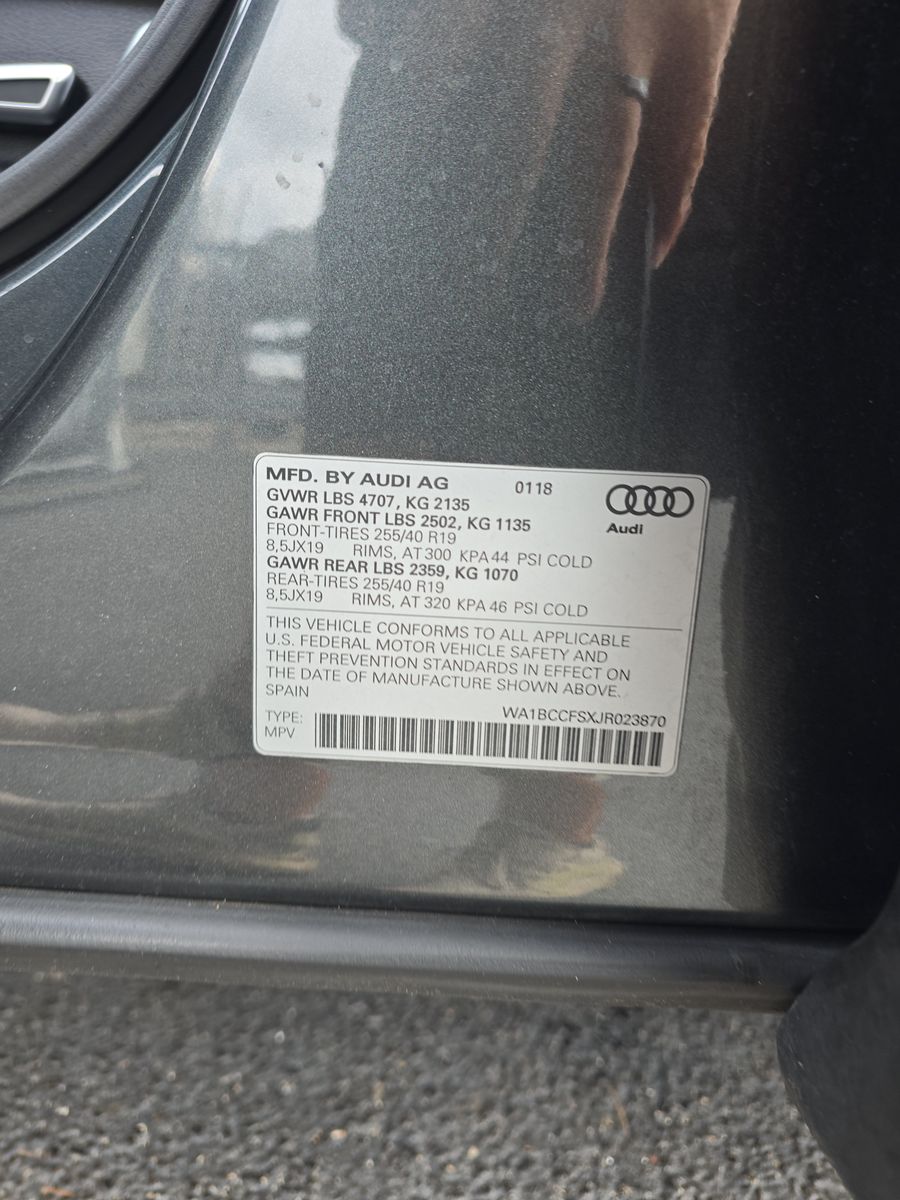 MFD. BY AUDI AG 0118
GVWR LBS 4707, KG 2135
GAWR FRONT LBS 2502, KG 1135
FRONT-TIRES 255/40 R19
8,5JX19 RIMS, AT 300 KPA 44 PSI COLD
GAWR REAR LBS 2359, KG 1070
REAR-TIRES 255/40 R19
8,5JX19 RIMS, AT 320 KPA 46 PSI COLD
Audi
THIS VEHICLE CONFORMS TO ALL APPLICABLE
U.S. FEDERAL MOTOR VEHICLE SAFETY AND
THEFT PREVENTION STANDARDS IN EFFECT ON
THE DATE OF MANUFACTURE SHOWN ABOVE.
SPAIN
WA1BCCFSXJR023870
TYPE:
MPV